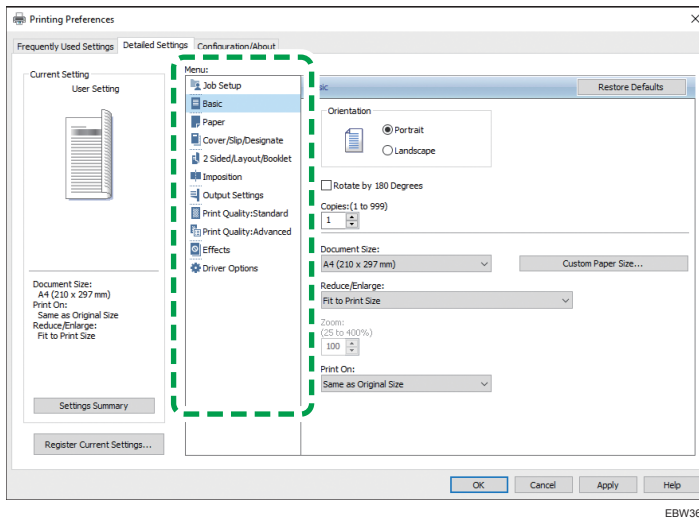 Printing Preferences
Frequently Used Settings Detailed Settings Configuration/About
Current Setting
User Setting
Document Size:
A4 (210 x 297 mm)
Print On:
Same as Original Size
Reduce/Enlarge:
Fit to Print Size
Settings Summary
Register Current Settings...
Menu:
Job Setup
Basic
Paper
Cover/Slip/Designate
2 Sided/Layout/Booklet
Imposition
Output Settings
Print Quality:Standard
Print Quality:Advanced
Effects
Driver Options
sic
Restore Defaults
Orientation
Portrait
Landscape
Rotate by 180 Degrees
Copies:(1 to 999)
1
Document Size:
A4 (210 x 297 mm)
Custom Paper Size...
Reduce/Enlarge:
Fit to Print Size
Zoom:
(25 to 400%)
100
Print On:
Same as Original Size
OK Cancel Apply Help
EBW36